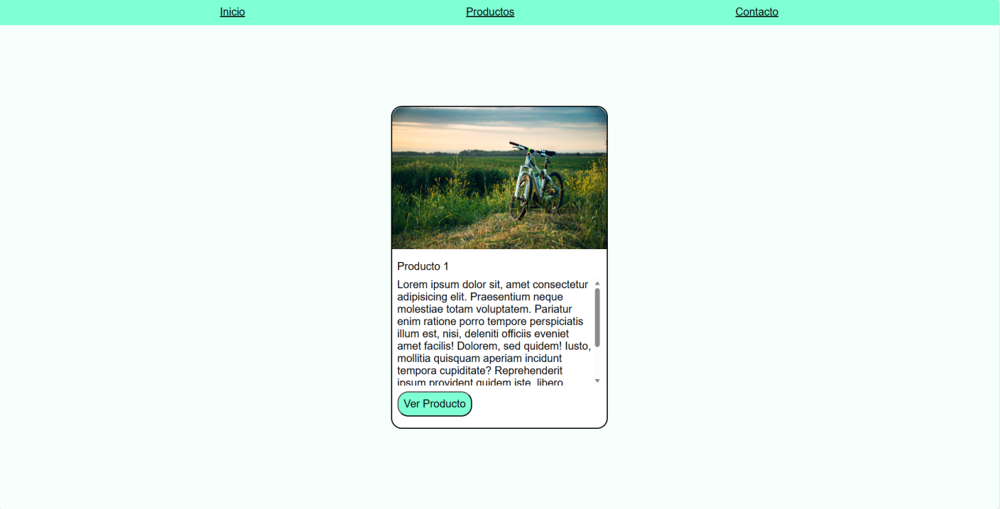 Inicio
Productos
Contacto
Producto 1
Lorem ipsum dolor sit, amet consectetur
adipisicing elit. Praesentium neque
molestiae totam voluptatem. Pariatur
enim ratione porro tempore perspiciatis
illum est, nisi, deleniti officiis eveniet
amet facilis! Dolorem, sed quidem! Iusto,
mollitia quisquam aperiam incidunt
tempora cupiditate? Reprehenderit
ipsum provident quidem iste, libero
Ver Producto